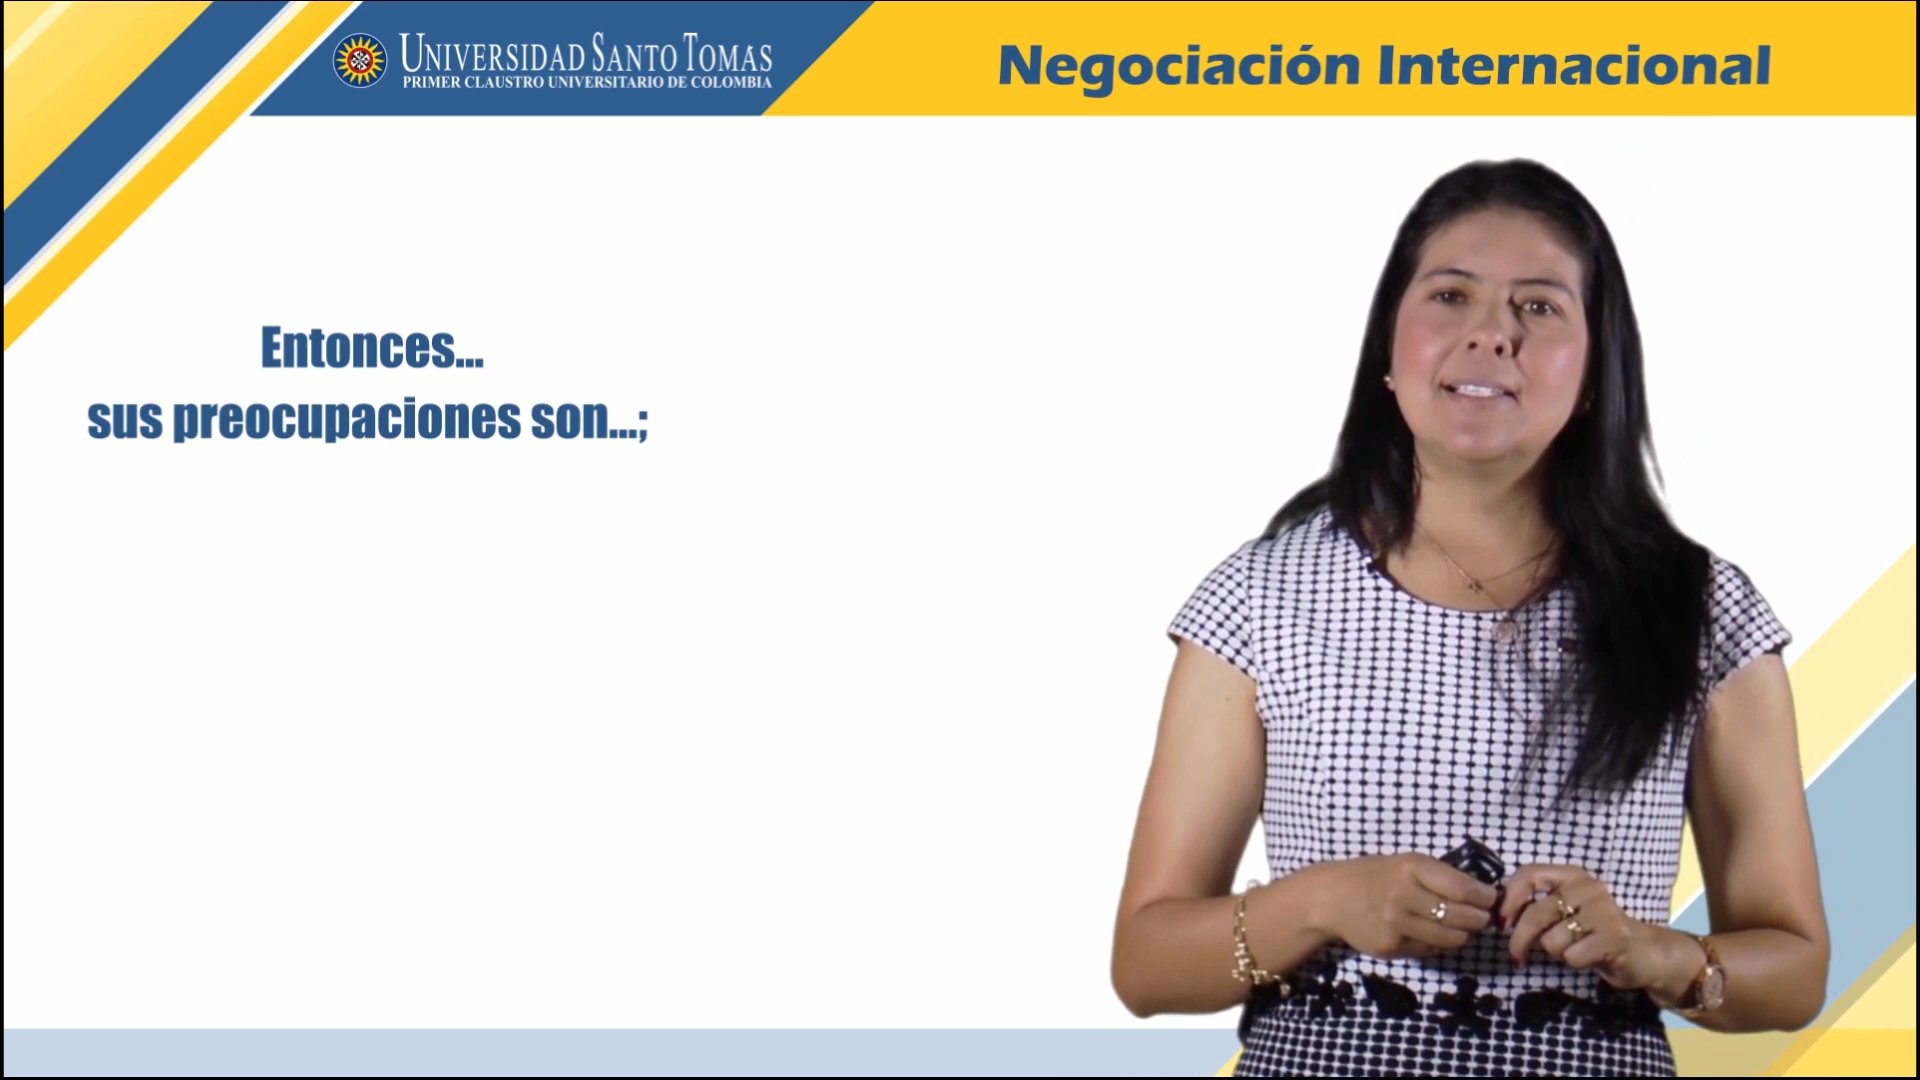 UNIVERSIDAD SANTO TOMAS
PRIMER CLAUSTRO UNIVERSITARIO DE COLOMBIA
Negociación Internacional
Entonces...
sus preocupaciones son...;